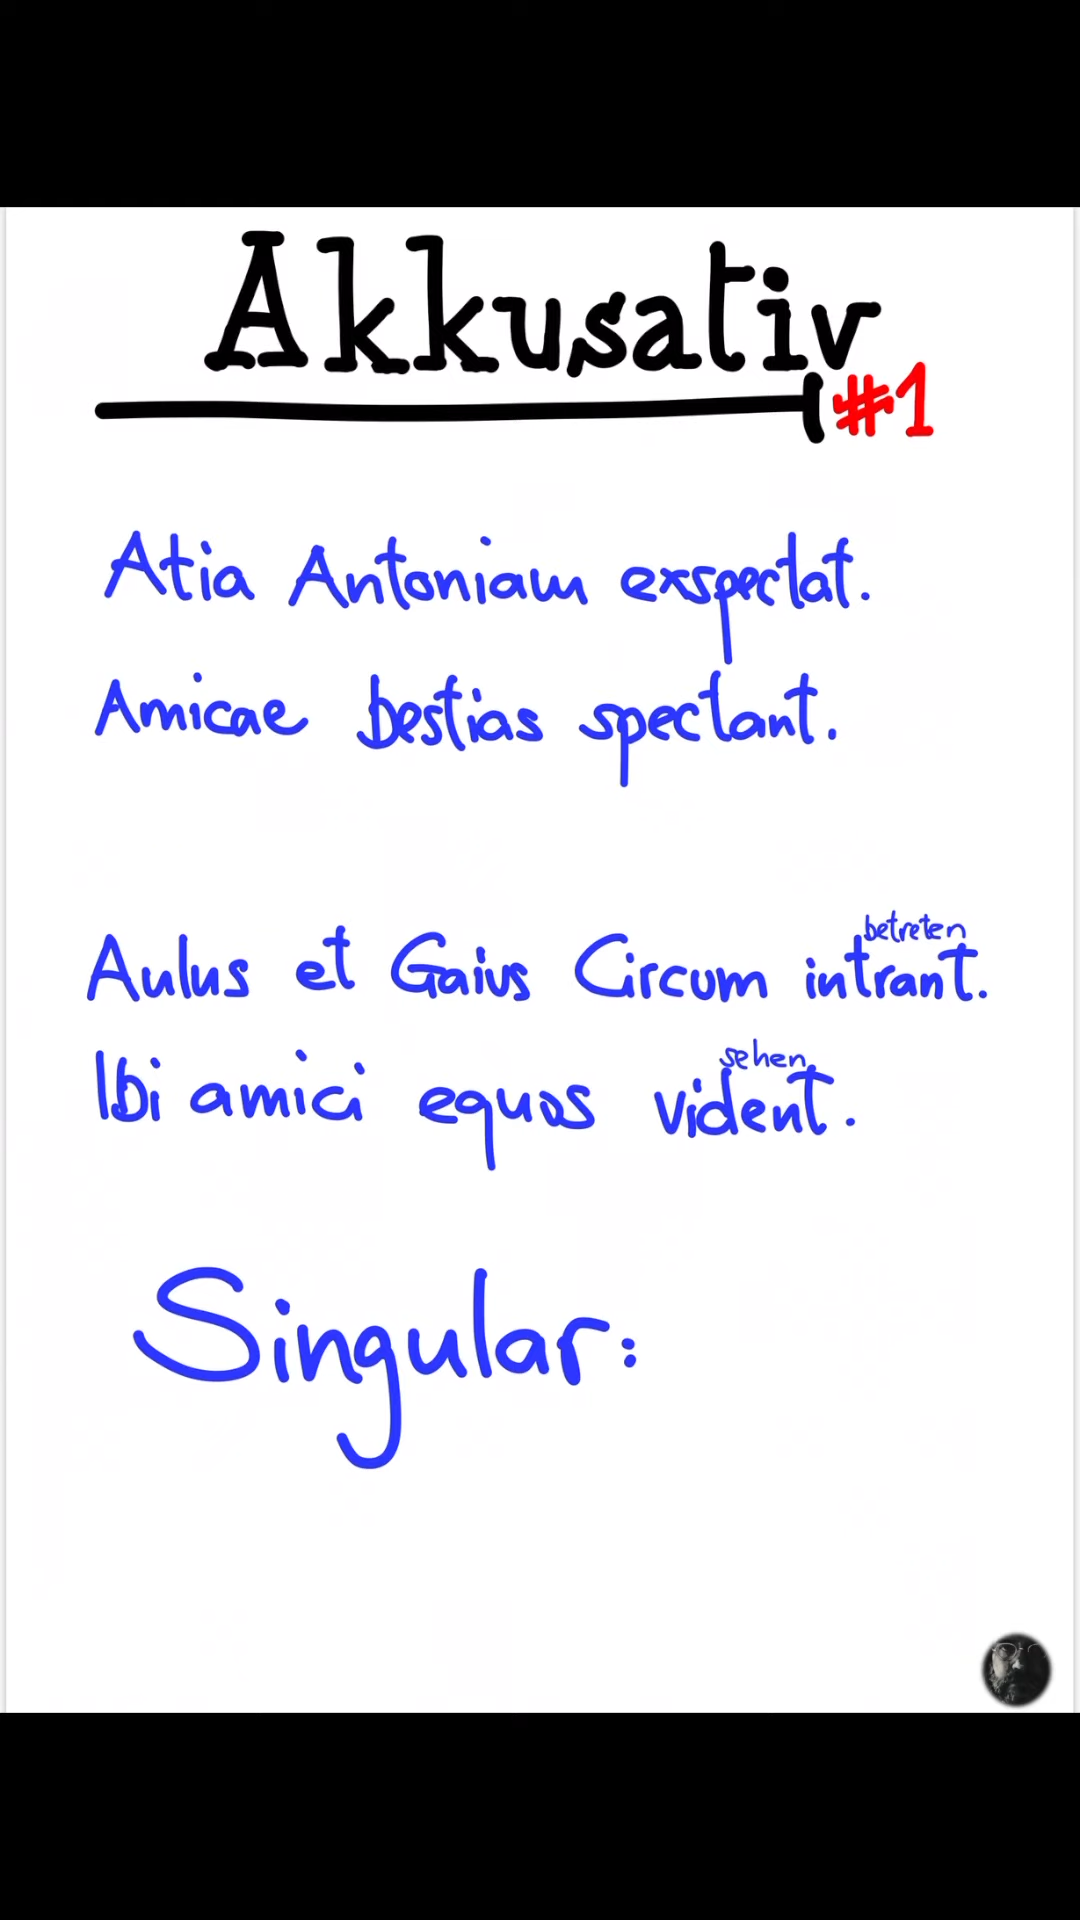 Akkusativ
#1
Atia Antoniam exspectat.
Amicae bestias spectant.
betreten
Aulus et Gaius Circum intrant.
sehen
Ibi amici equos vident.
Singular: